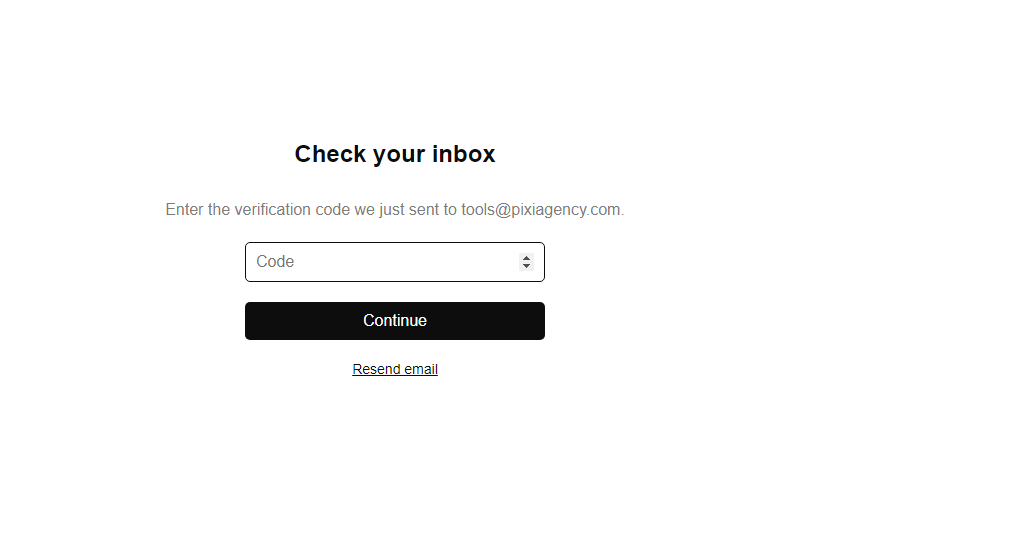 Check your inbox
Enter the verification code we just sent to tools@pixiagency.com.
Code
Continue
Resend email